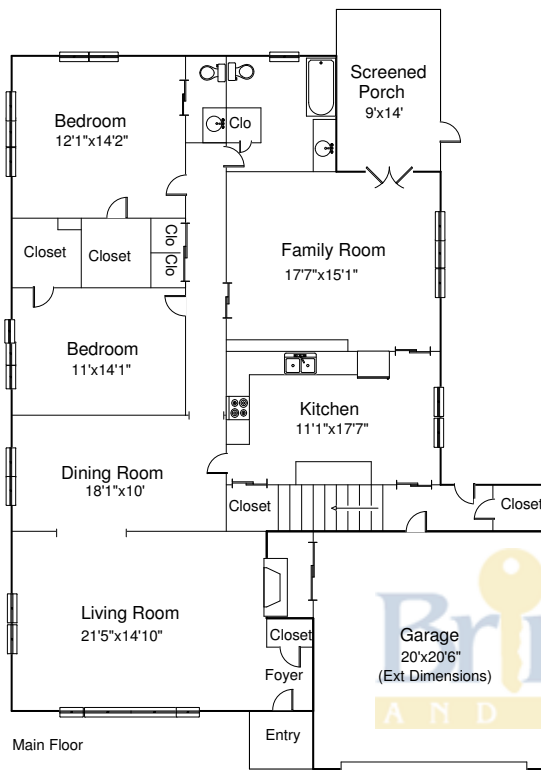 Screened
Porch
9'x14'
Bedroom
12'1"x14'2"
Clo
Closet
Closet
Clo
Clo
Family Room
17'7"x15'1"
Bedroom
11'x14'1"
Kitchen
11'1"x17'7"
Dining Room
18'1"x10'
Closet
Closet
Living Room
21'5"x14'10"
Closet
Foyer
Garage
20'x20'6"
(Ext Dimensions)
Entry
Main Floor
AND